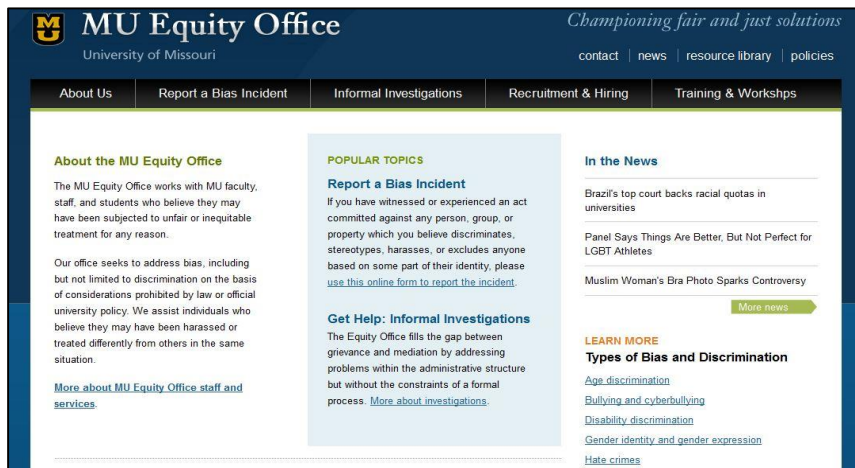 MU Equity Office
University of Missouri
Championing fair and just solutions
contact | news | resource library | policies
About Us
Report a Bias Incident
Informal Investigations
Recruitment & Hiring
Training & Workshps
About the MU Equity Office
The MU Equity Office works with MU faculty,
staff, and students who believe they may
have been subjected to unfair or inequitable
treatment for any reason.
Our office seeks to address bias, including
but not limited to discrimination on the basis
of considerations prohibited by law or official
university policy. We assist individuals who
believe they may have been harassed or
treated differently from others in the same
situation.
More about MU Equity Office staff and
services.
POPULAR TOPICS
Report a Bias Incident
If you have witnessed or experienced an act
committed against any person, group, or
property which you believe discriminates,
stereotypes, harasses, or excludes anyone
based on some part of their identity, please
use this online form to report the incident.
Get Help: Informal Investigations
The Equity Office fills the gap between
grievance and mediation by addressing
problems within the administrative structure
but without the constraints of a formal
process. More about investigations.
In the News
Brazil's top court backs racial quotas in
universities
Panel Says Things Are Better, But Not Perfect for
LGBT Athletes
Muslim Woman's Bra Photo Sparks Controversy
More news
LEARN MORE
Types of Bias and Discrimination
Age discrimination
Bullying and cyberbullying
Disability discrimination
Gender identity and gender expression
Hate crimes